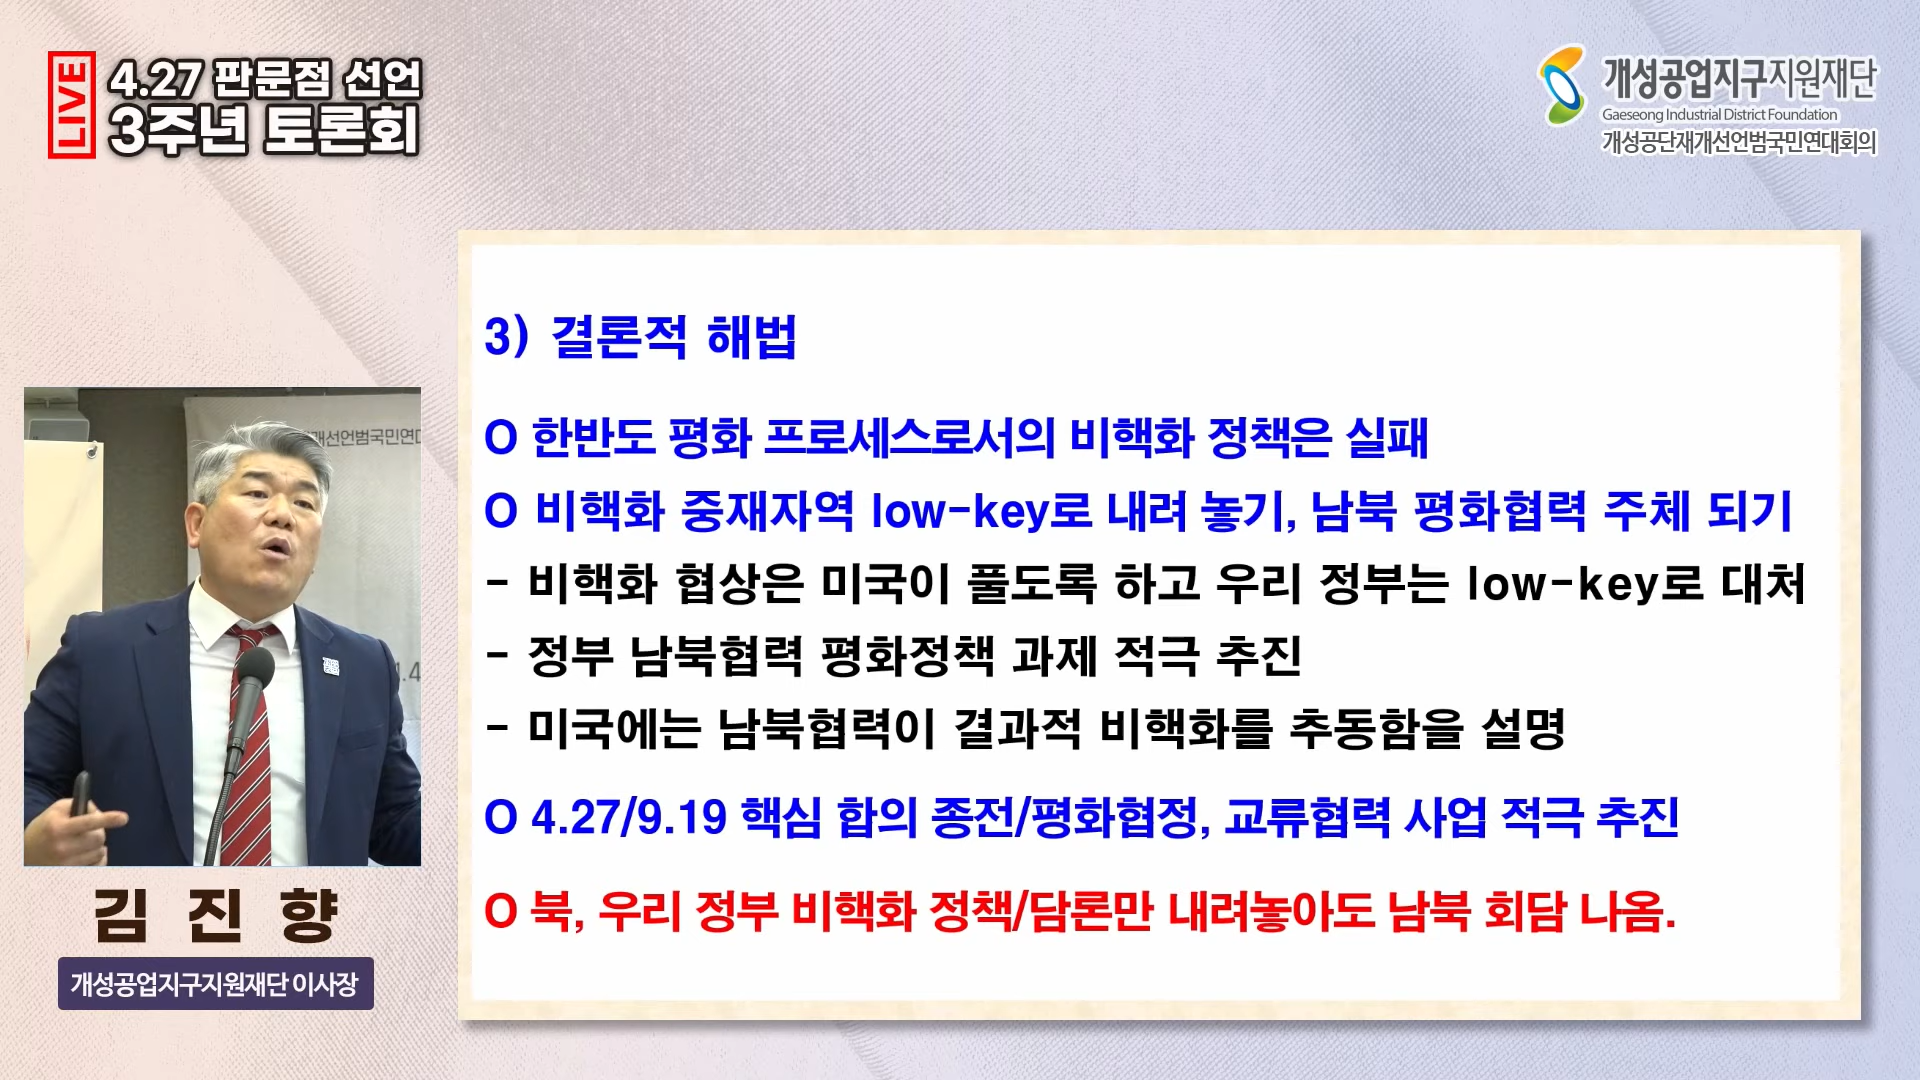 LIVE
4.27 판문점 선언
3주년 토론회
개성공업지구지원재단
Gaeseong Industrial District Foundation
개성공단재개선언범국민연대회의
3) 결론적 해법
O 한반도 평화 프로세스로서의 비핵화 정책은 실패
O 비핵화 중재자역 low-key로 내려 놓기, 남북 평화협력 주체 되기
- 비핵화 협상은 미국이 풀도록 하고 우리 정부는 low-key로 대처
- 정부 남북협력 평화정책 과제 적극 추진
- 미국에는 남북협력이 결과적 비핵화를 추동함을 설명
O 4.27/9.19 핵심 합의 종전/평화협정, 교류협력 사업 적극 추진
O 북, 우리 정부 비핵화 정책/담론만 내려놓아도 남북 회담 나옴.
개선언범국민연대
.4
김 진 향
개성공업지구지원재단 이사장